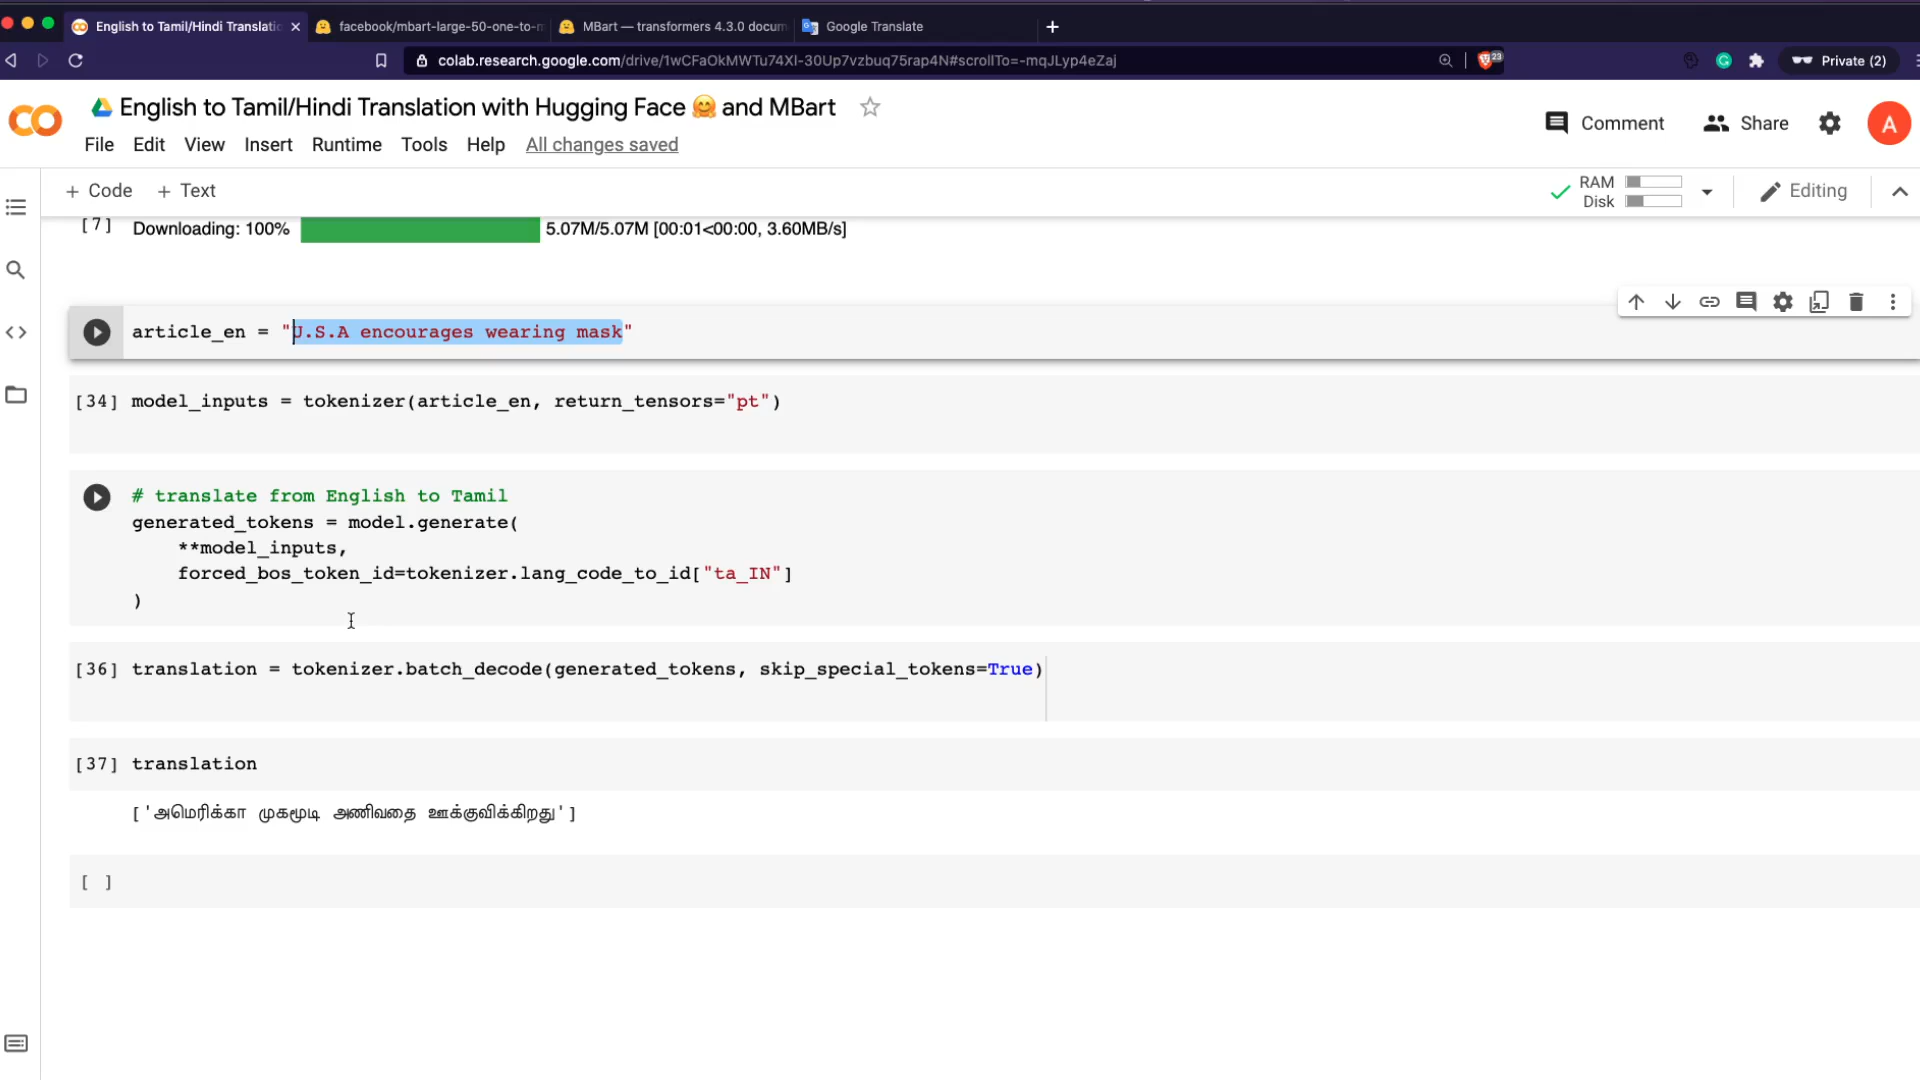 English to Tamil/Hindi Translatio
facebook/mbart-large-50-one-to-m
MBart — transformers 4.3.0 docum
Google Translate
colab.research.google.com/drive/1wCFaOkMWTu74Xl-30Up7vzbuq75rap4N#scrollTo=-mqJLyp4eZaj
23
Private (2)
English to Tamil/Hindi Translation with Hugging Face 🤗 and MBart
Comment
Share
A
File Edit View Insert Runtime Tools Help All changes saved
+ Code + Text
RAM
Disk
Editing
[7] Downloading: 100% 5.07M/5.07M [00:01<00:00, 3.60MB/s]
article_en = "U.S.A encourages wearing mask"
[34] model_inputs = tokenizer(article_en, return_tensors="pt")
# translate from English to Tamil
generated_tokens = model.generate(
**model_inputs,
forced_bos_token_id=tokenizer.lang_code_to_id["ta_IN"]
)
[36] translation = tokenizer.batch_decode(generated_tokens, skip_special_tokens=True)
[37] translation
['அமெரிக்கா முகமூடி அணிவதை ஊக்குவிக்கிறது']
[ ]